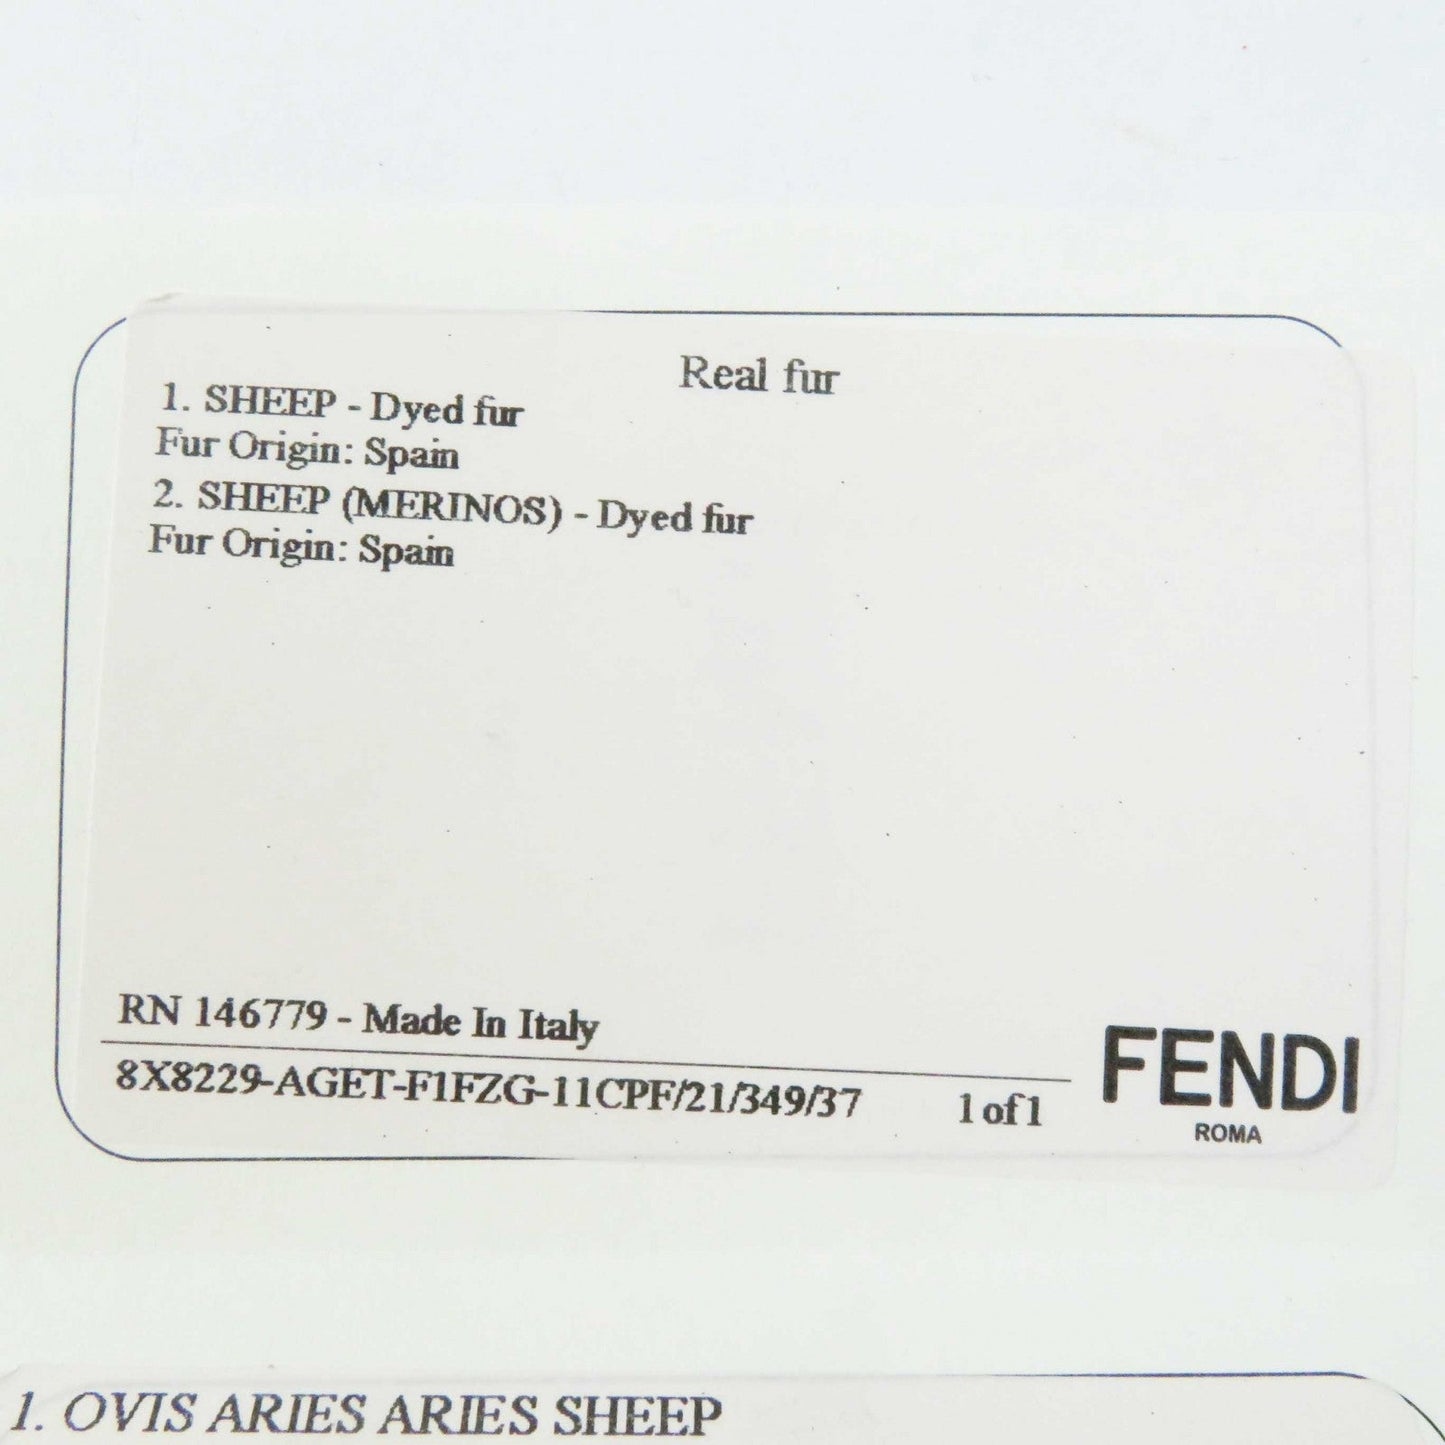 Real fur
1. SHEEP - Dyed fur
Fur Origin: Spain
2. SHEEP (MERINOS) - Dyed fur
Fur Origin: Spain
RN 146779 - Made In Italy
8X8229-AGET-F1FZG-11CPF/21/349/37 1 of 1
FENDI
ROMA
1. OVIS ARIES ARIES SHEEP